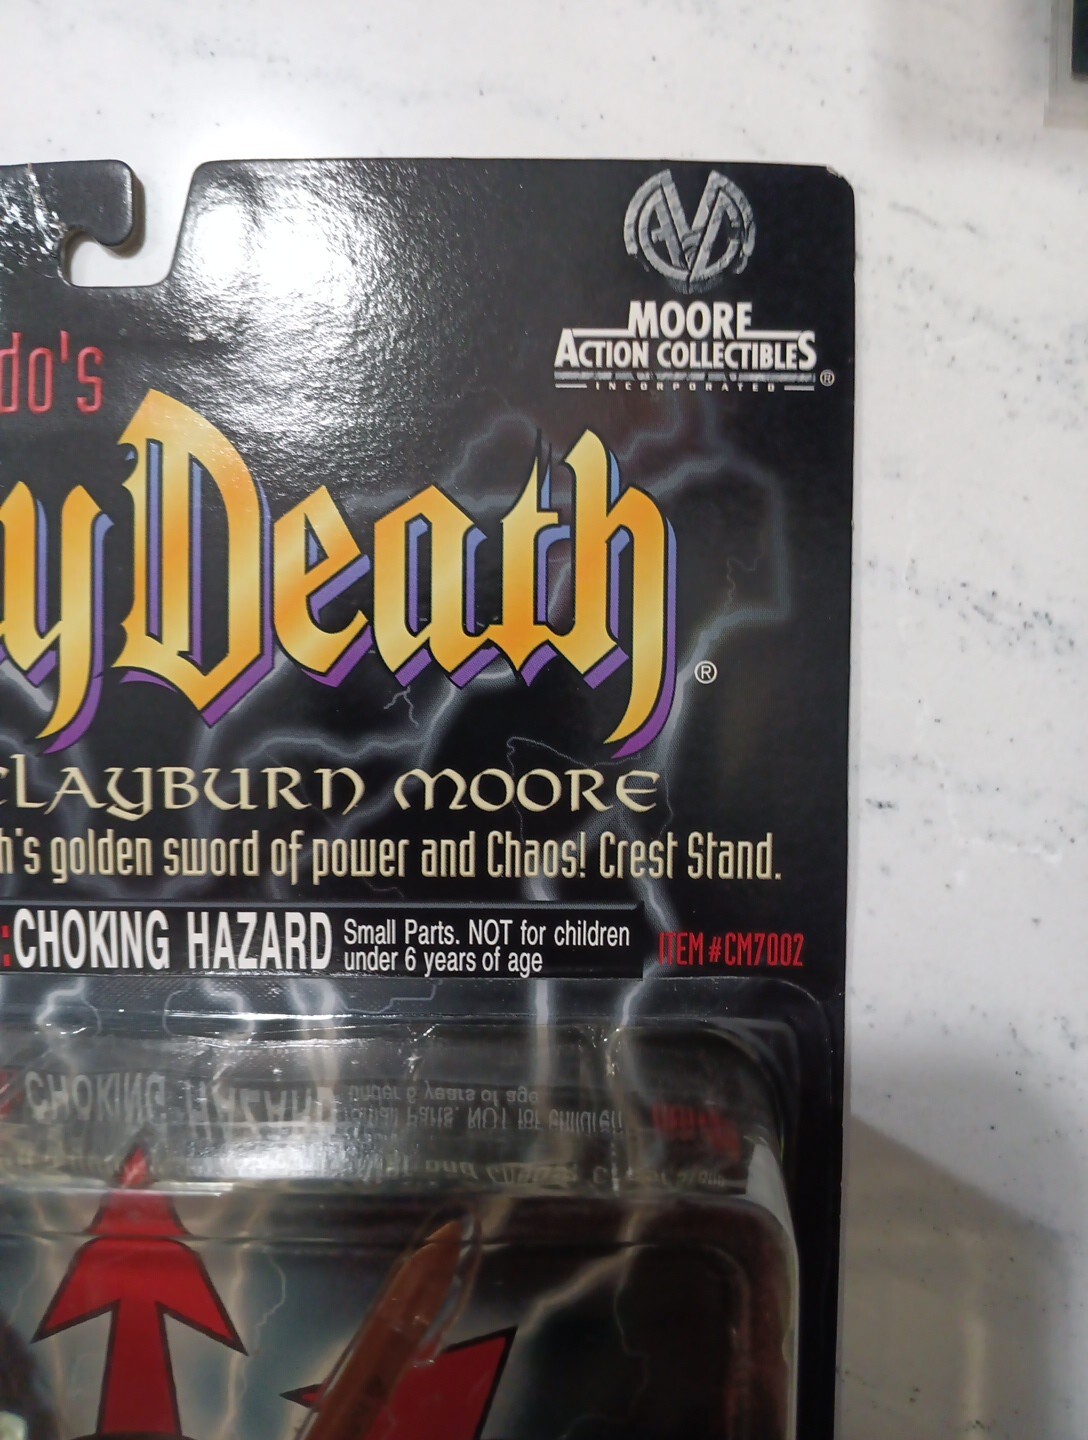 MOORE
ACTION COLLECTIBLES
INCORPORATED ®
do's
y Death ®
CLAYBURN MOORE
h's golden sword of power and Chaos! Crest Stand.
:CHOKING HAZARD Small Parts. NOT for children
under 6 years of age
ITEM #CM7002